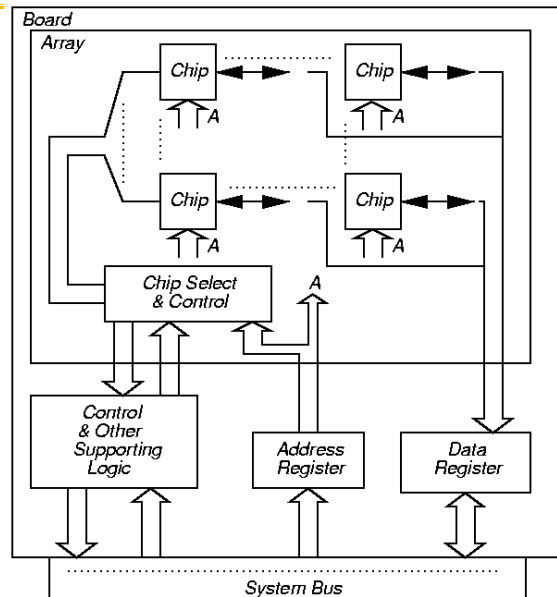 Board
Array
Chip
Chip
A
A
Chip
Chip
A
A
Chip Select
& Control
A
Control
& Other
Supporting
Logic
Address
Register
Data
Register
System Bus